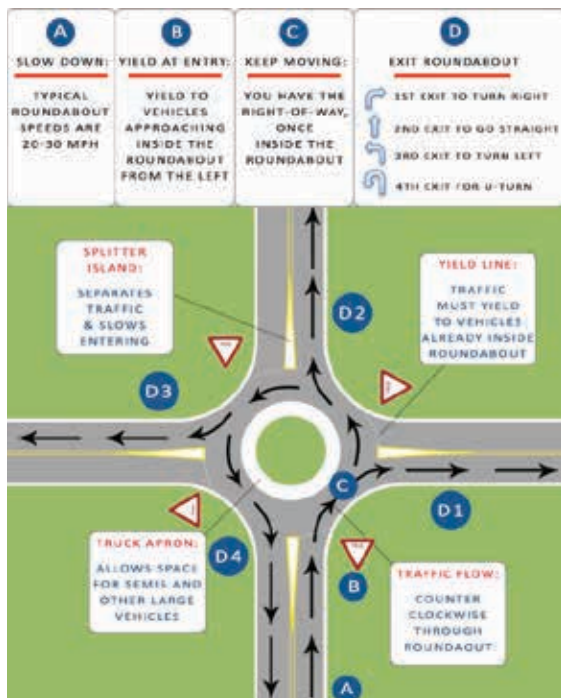 A
SLOW DOWN:
TYPICAL
ROUNDABOUT
SPEEDS ARE
20-30 MPH
B
YIELD AT ENTRY:
YIELD TO
VEHICLES
APPROACHING
INSIDE THE
ROUNDABOUT
FROM THE LEFT
C
KEEP MOVING:
YOU HAVE THE
RIGHT-OF-WAY,
ONCE
INSIDE THE
ROUNDABOUT
D
EXIT ROUNDABOUT
1ST EXIT TO TURN RIGHT
2ND EXIT TO GO STRAIGHT
3RD EXIT TO TURN LEFT
4TH EXIT FOR U-TURN
SPLITTER
ISLAND:
SEPARATES
TRAFFIC
& SLOWS
ENTERING
YIELD LINE:
TRAFFIC
MUST YIELD
TO VEHICLES
ALREADY INSIDE
ROUNDABOUT
D2
D3
C
D1
D4
B
TRUCK APRON:
ALLOWS SPACE
FOR SEMIS AND
OTHER LARGE
VEHICLES
TRAFFIC FLOW:
COUNTER
CLOCKWISE
THROUGH
ROUNDAOUT:
A